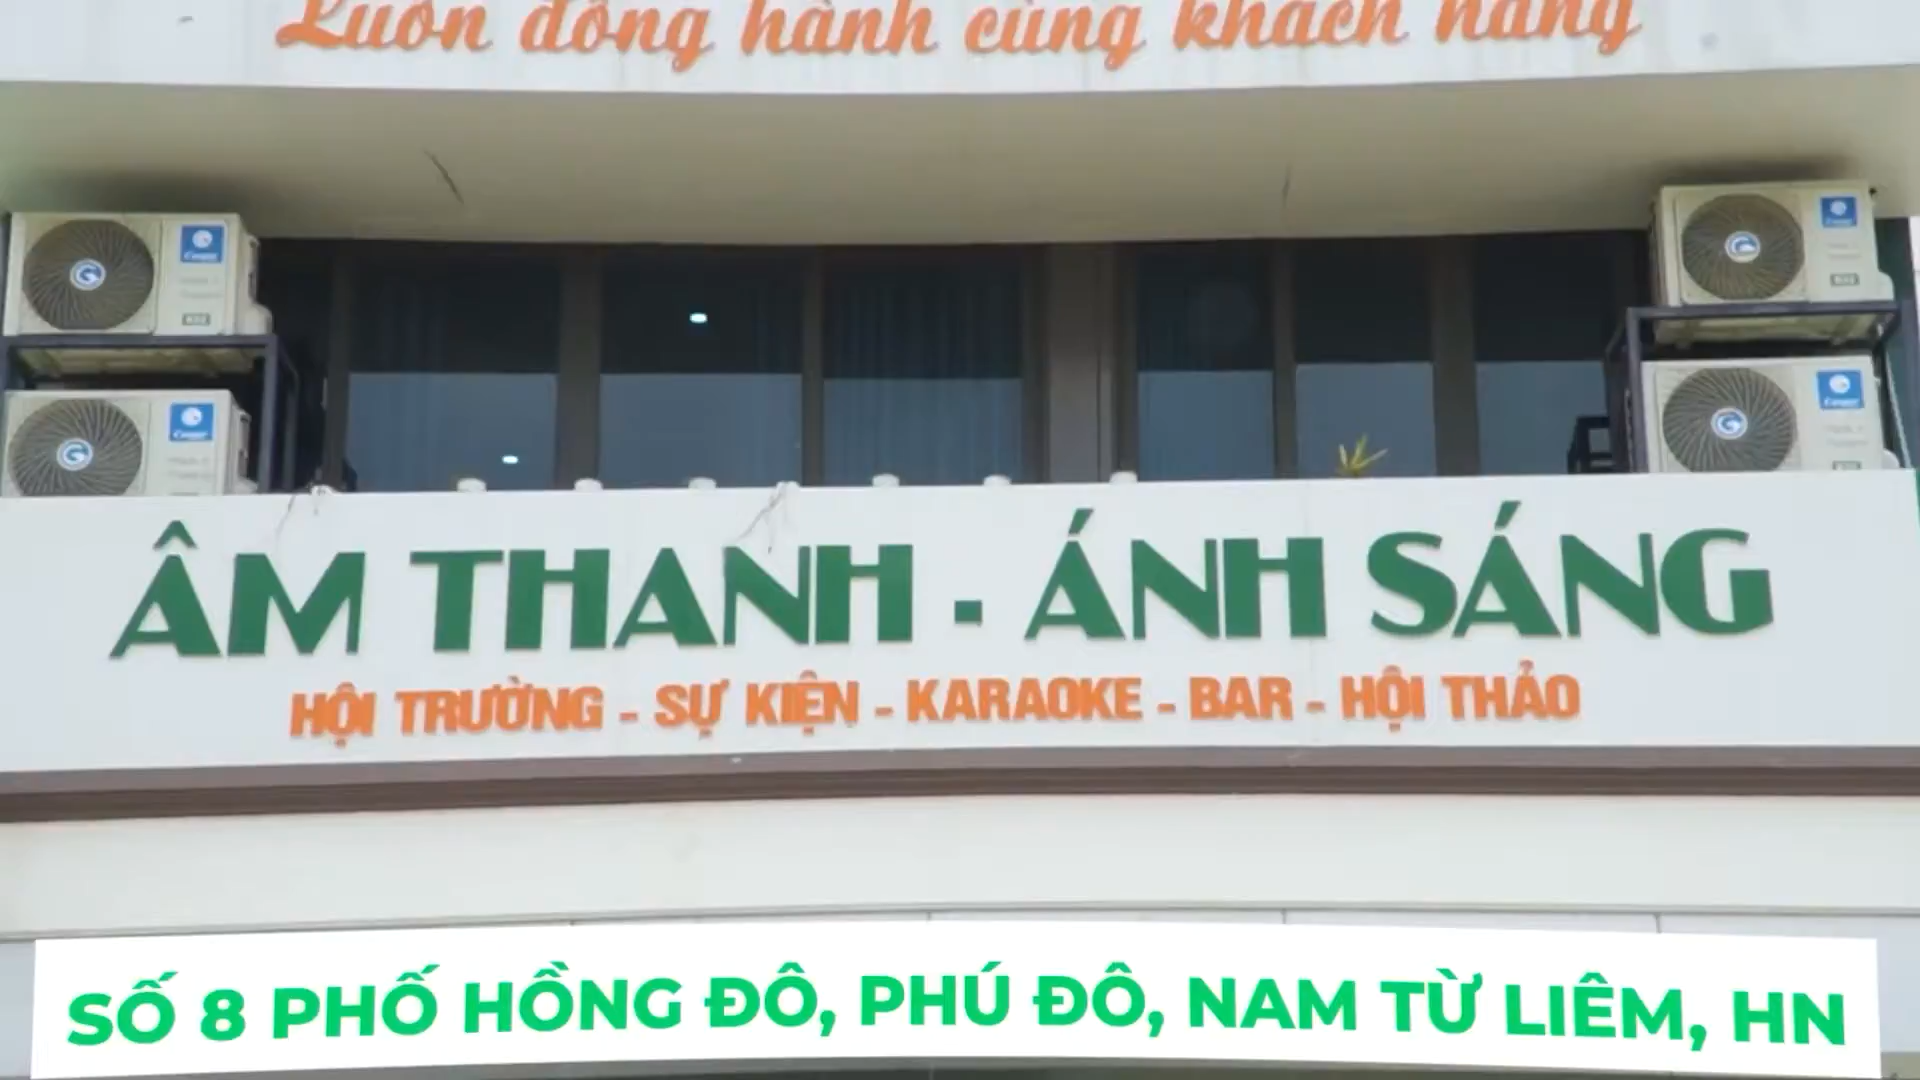 Luôn đồng hành cùng khách hàng
ÂM THANH - ÁNH SÁNG
HỘI TRƯỜNG - SỰ KIỆN - KARAOKE - BAR - HỘI THẢO
SỐ 8 PHỐ HỒNG ĐÔ, PHÚ ĐÔ, NAM TỪ LIÊM, HN